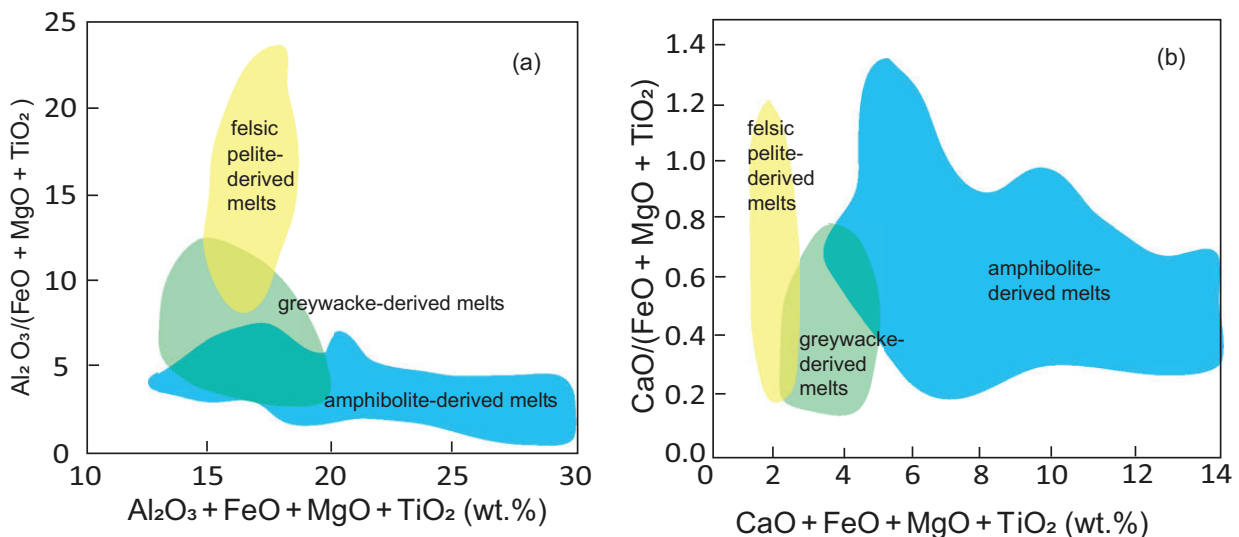 (a)
25
20
15
10
5
0
10
15
20
25
30
Al₂ O₃/(FeO + MgO + TiO₂ )
Al₂O₃ + FeO + MgO + TiO₂ (wt.%)
felsic
pelite-
derived
melts
greywacke-derived melts
amphibolite-derived melts
(b)
1.4
1.2
1.0
0.8
0.6
0.4
0.2
0.0
0
2
4
6
8
10
12
14
CaO/(FeO + MgO + TiO₂)
CaO + FeO + MgO + TiO₂ (wt.%)
felsic
pelite-
derived
melts
amphibolite-
derived melts
greywacke-
derived
melts